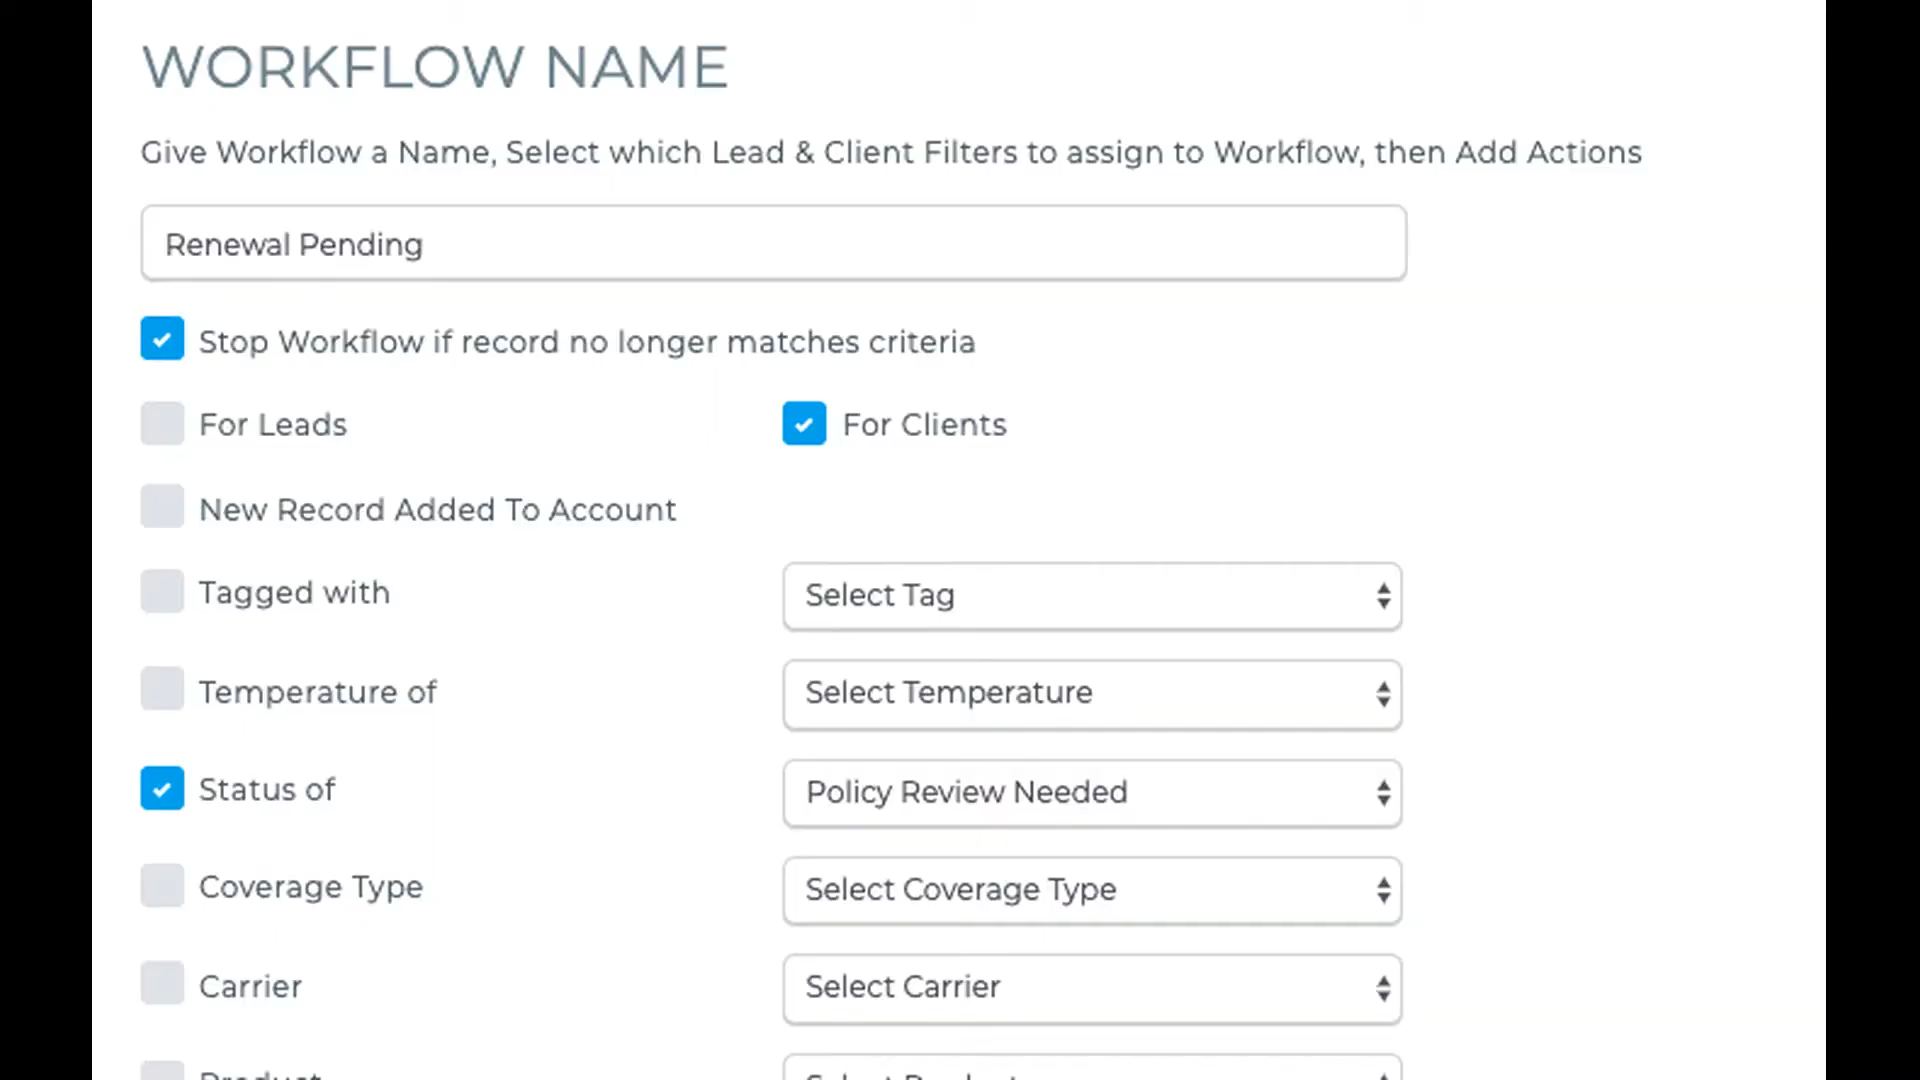 WORKFLOW NAME
Give Workflow a Name, Select which Lead & Client Filters to assign to Workflow, then Add Actions
Renewal Pending
Stop Workflow if record no longer matches criteria
For Leads For Clients
New Record Added To Account
Tagged with Select Tag
Temperature of Select Temperature
Status of Policy Review Needed
Coverage Type Select Coverage Type
Carrier Select Carrier